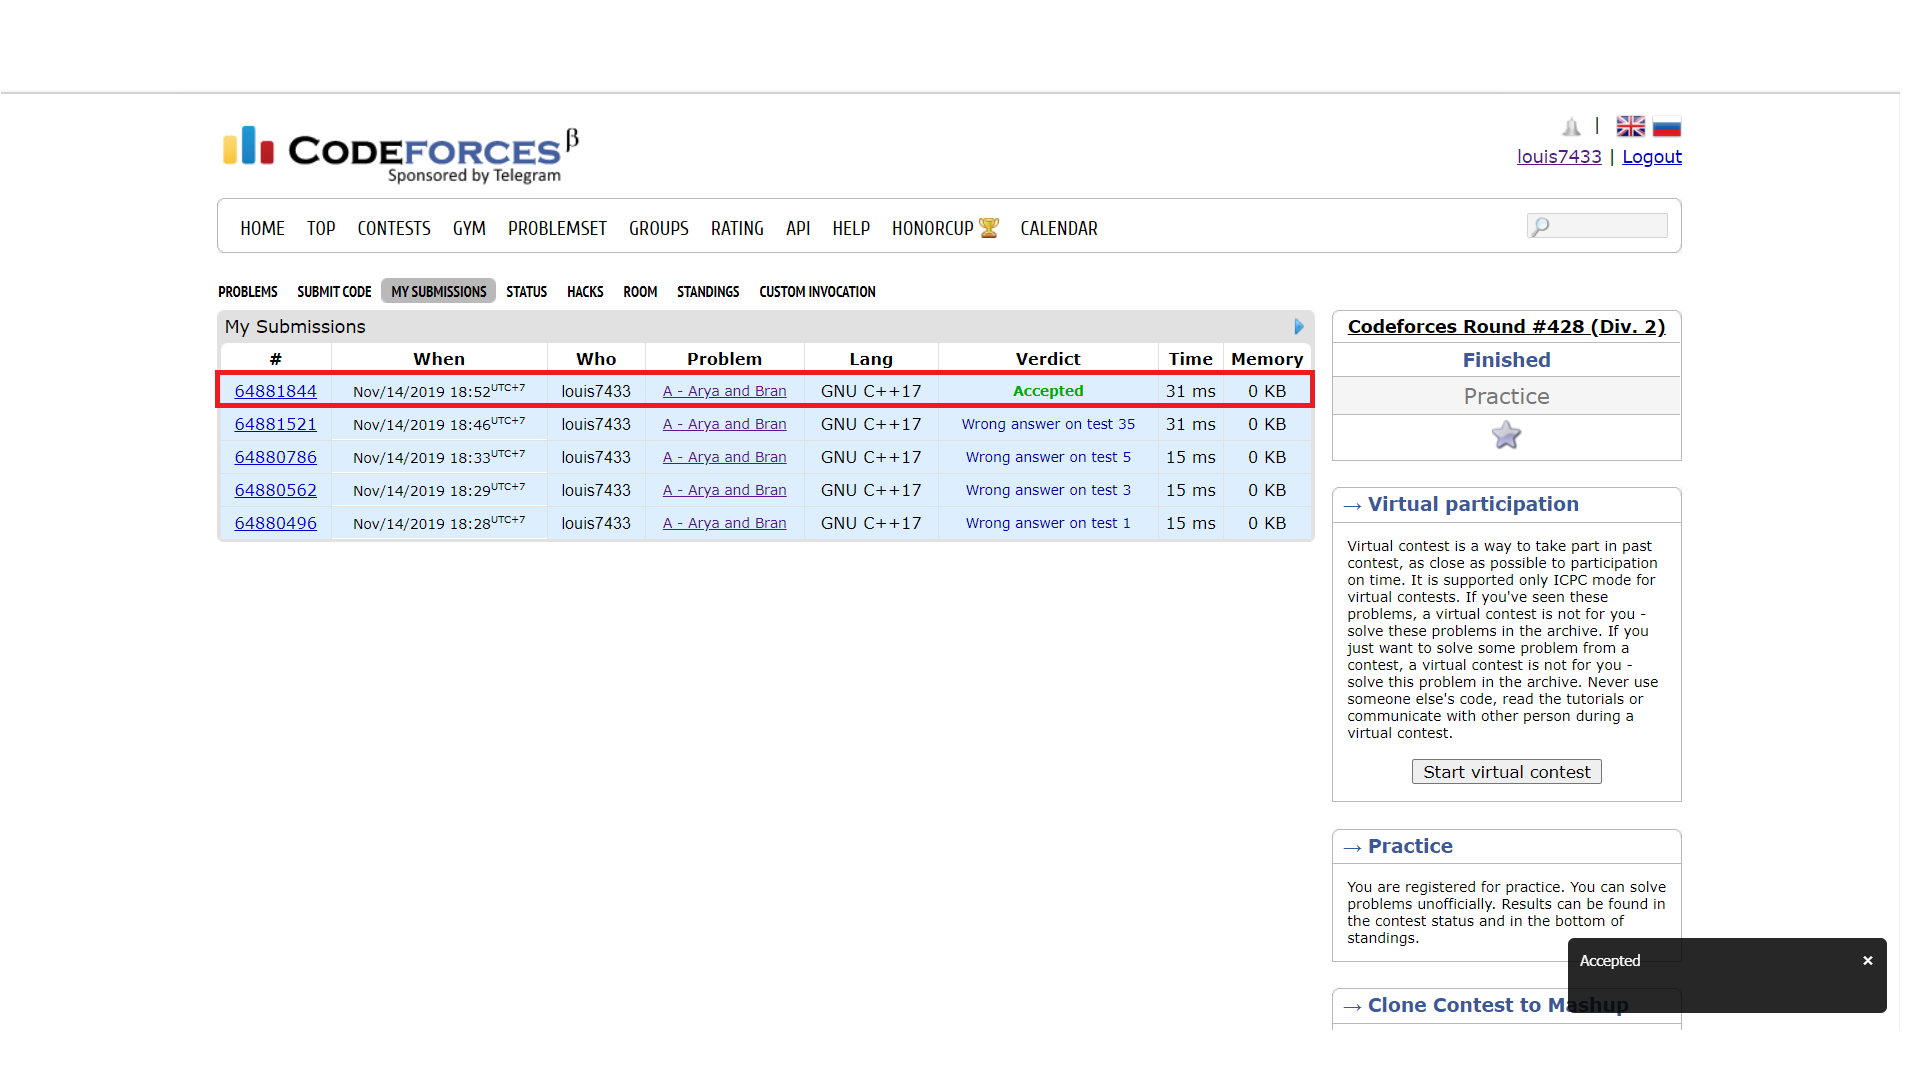 CODEFORCES β
Sponsored by Telegram
|
louis7433 | Logout
HOME TOP CONTESTS GYM PROBLEMSET GROUPS RATING API HELP HONORCUP CALENDAR
PROBLEMS SUBMIT CODE MY SUBMISSIONS STATUS HACKS ROOM STANDINGS CUSTOM INVOCATION
My Submissions
# When Who Problem Lang Verdict Time Memory
64881844 Nov/14/2019 18:52UTC+7 louis7433 A - Arya and Bran GNU C++17 Accepted 31 ms 0 KB
64881521 Nov/14/2019 18:46UTC+7 louis7433 A - Arya and Bran GNU C++17 Wrong answer on test 35 31 ms 0 KB
64880786 Nov/14/2019 18:33UTC+7 louis7433 A - Arya and Bran GNU C++17 Wrong answer on test 5 15 ms 0 KB
64880562 Nov/14/2019 18:29UTC+7 louis7433 A - Arya and Bran GNU C++17 Wrong answer on test 3 15 ms 0 KB
64880496 Nov/14/2019 18:28UTC+7 louis7433 A - Arya and Bran GNU C++17 Wrong answer on test 1 15 ms 0 KB
Codeforces Round #428 (Div. 2)
Finished
Practice
→ Virtual participation
Virtual contest is a way to take part in past
contest, as close as possible to participation
on time. It is supported only ICPC mode for
virtual contests. If you've seen these
problems, a virtual contest is not for you -
solve these problems in the archive. If you
just want to solve some problem from a
contest, a virtual contest is not for you -
solve this problem in the archive. Never use
someone else's code, read the tutorials or
communicate with other person during a
virtual contest.
Start virtual contest
→ Practice
You are registered for practice. You can solve
problems unofficially. Results can be found in
the contest status and in the bottom of
standings.
→ Clone Contest to Mashup
Accepted ×